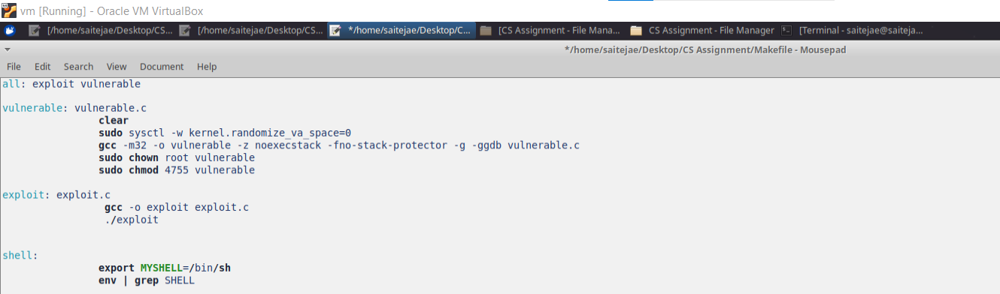 vm [Running] - Oracle VM VirtualBox
[/home/saitejae/Desktop/CS... [/home/saitejae/Desktop/CS... */home/saitejae/Desktop/C... [CS Assignment - File Mana... CS Assignment - File Manager [Terminal - saitejae@saiteja...
*/home/saitejae/Desktop/CS Assignment/Makefile - Mousepad
File Edit Search View Document Help
all: exploit vulnerable
vulnerable: vulnerable.c
clear
sudo sysctl -w kernel.randomize_va_space=0
gcc -m32 -o vulnerable -z noexecstack -fno-stack-protector -g -ggdb vulnerable.c
sudo chown root vulnerable
sudo chmod 4755 vulnerable
exploit: exploit.c
gcc -o exploit exploit.c
./exploit
shell:
export MYSHELL=/bin/sh
env | grep SHELL